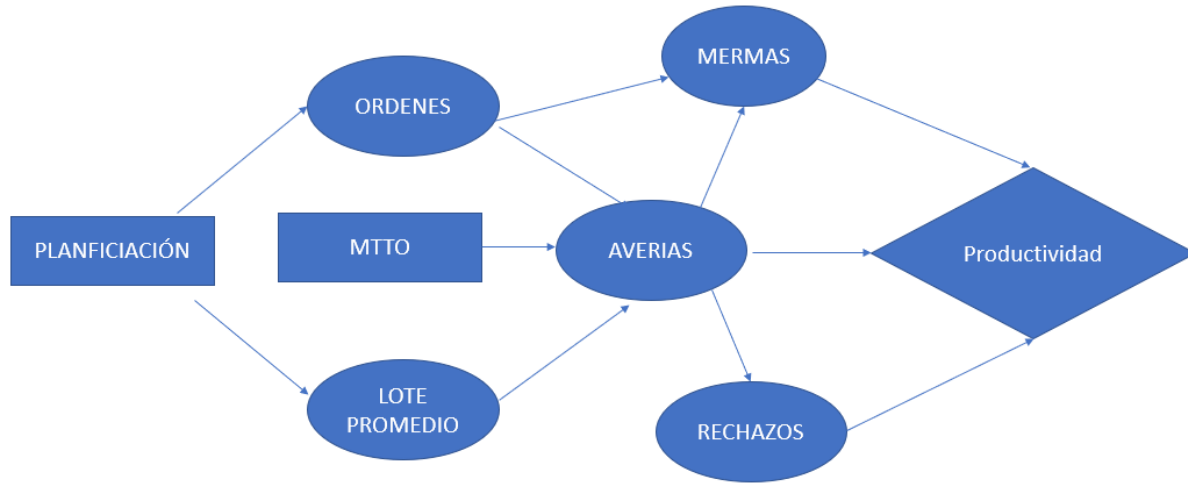 MERMAS
ORDENES
PLANFICIACIÓN
MTTO
AVERIAS
Productividad
LOTE
PROMEDIO
RECHAZOS